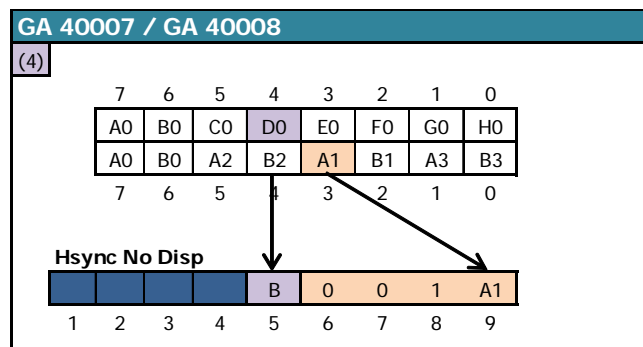 GA 40007 / GA 40008
(4)
7 6 5 4 3 2 1 0
A0 B0 C0 D0 E0 F0 G0 H0
A0 B0 A2 B2 A1 B1 A3 B3
7 6 5 4 3 2 1 0
Hsync No Disp
B 0 0 1 A1
1 2 3 4 5 6 7 8 9